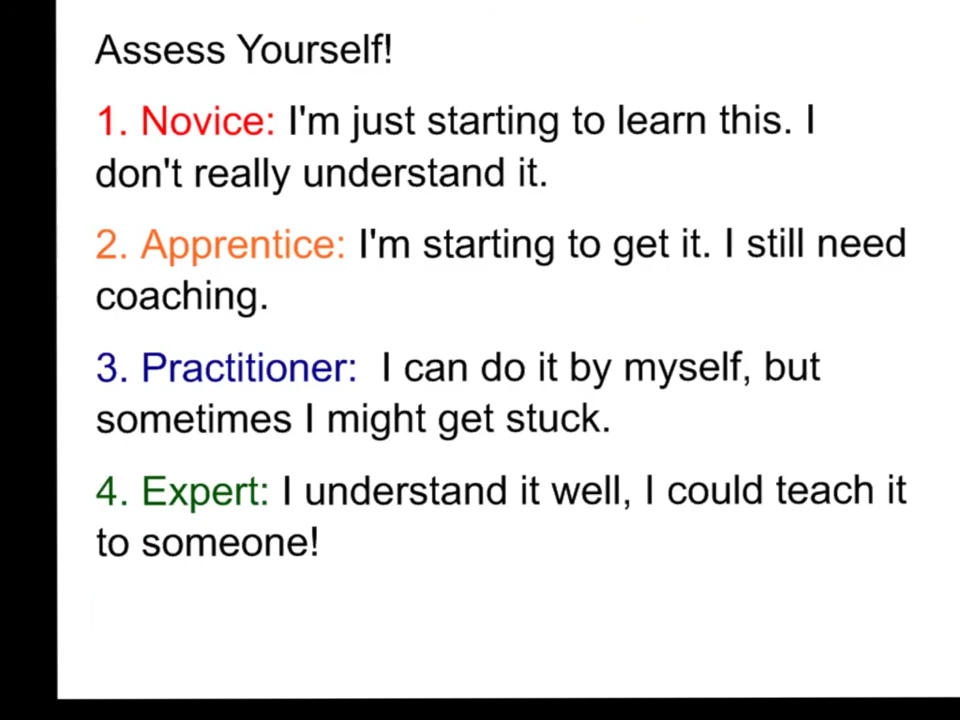 Assess Yourself!
1. Novice: I'm just starting to learn this. I
don't really understand it.
2. Apprentice: I'm starting to get it. I still need
coaching.
3. Practitioner:  I can do it by myself, but
sometimes I might get stuck.
4. Expert: I understand it well, I could teach it
to someone!